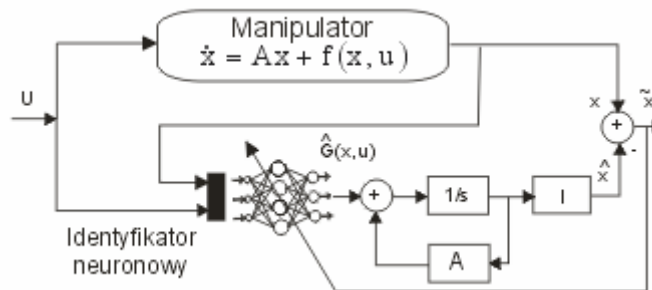 Manipulator
ẋ = Ax + f(x, u)
U
x
x̃
+
-
Ĝ(x,u)
x̂
+
1/s
I
A
Identyfikator
neuronowy